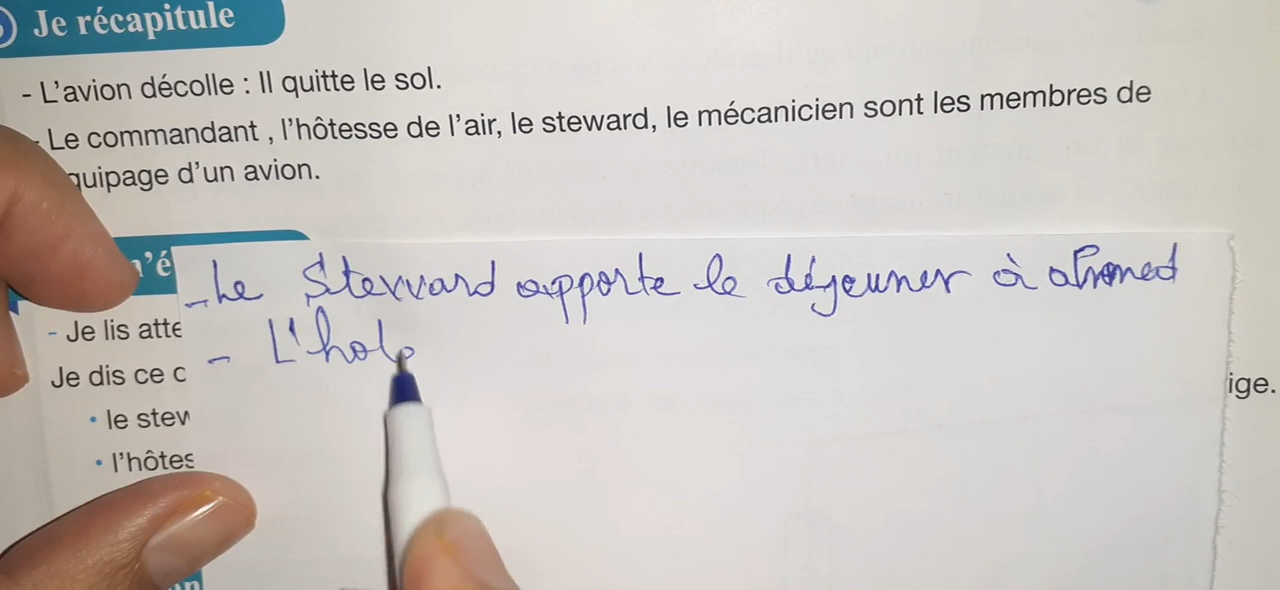 Je récapitule
- L'avion décolle : Il quitte le sol.
- Le commandant , l'hôtesse de l'air, le steward, le mécanicien sont les membres de
quipage d'un avion.
n'é
- Le Stewward apporte le déjeuner à ahmed
- Je lis atte
- L'hot
Je dis ce c
ige.
• le stew
• l'hôtes